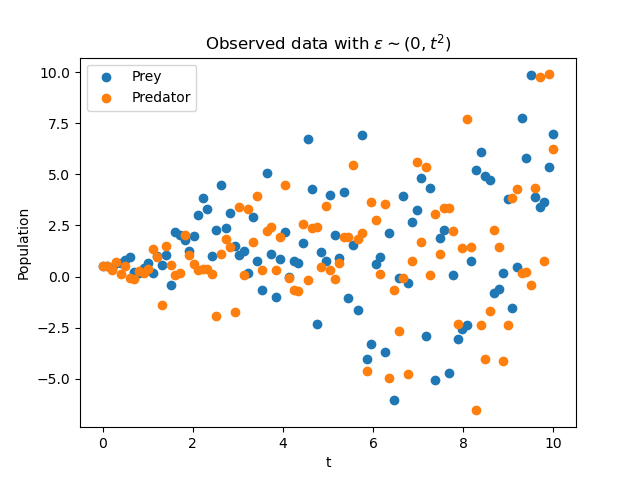 Observed data with ε ∼ (0, t²)
Prey
Predator
10.0
7.5
5.0
2.5
0.0
−2.5
−5.0
Population
0 2 4 6 8 10
t